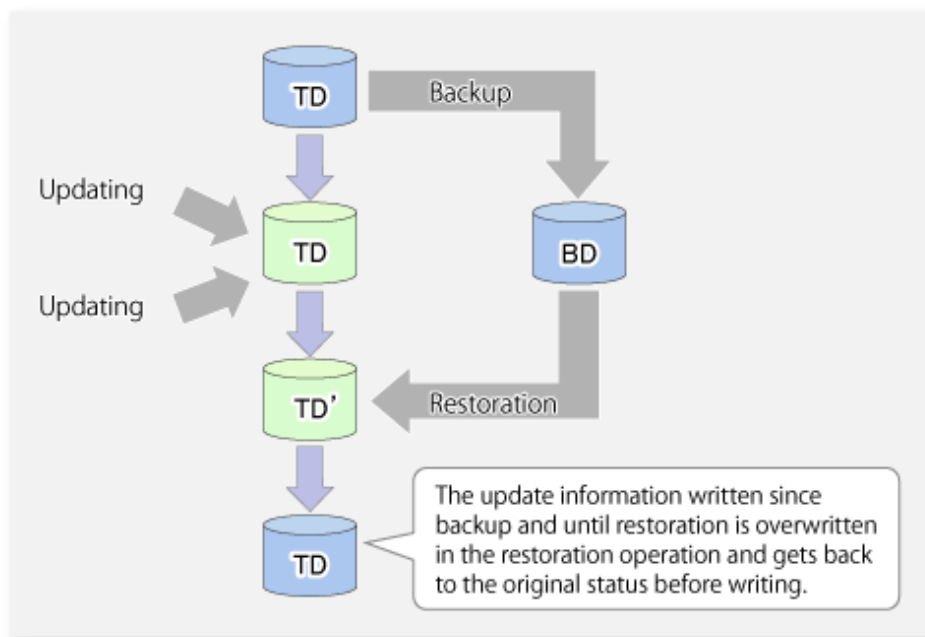 TD
Backup
Updating
TD
BD
Updating
TD'
Restoration
The update information written since
backup and until restoration is overwritten
in the restoration operation and gets back
to the original status before writing.
TD